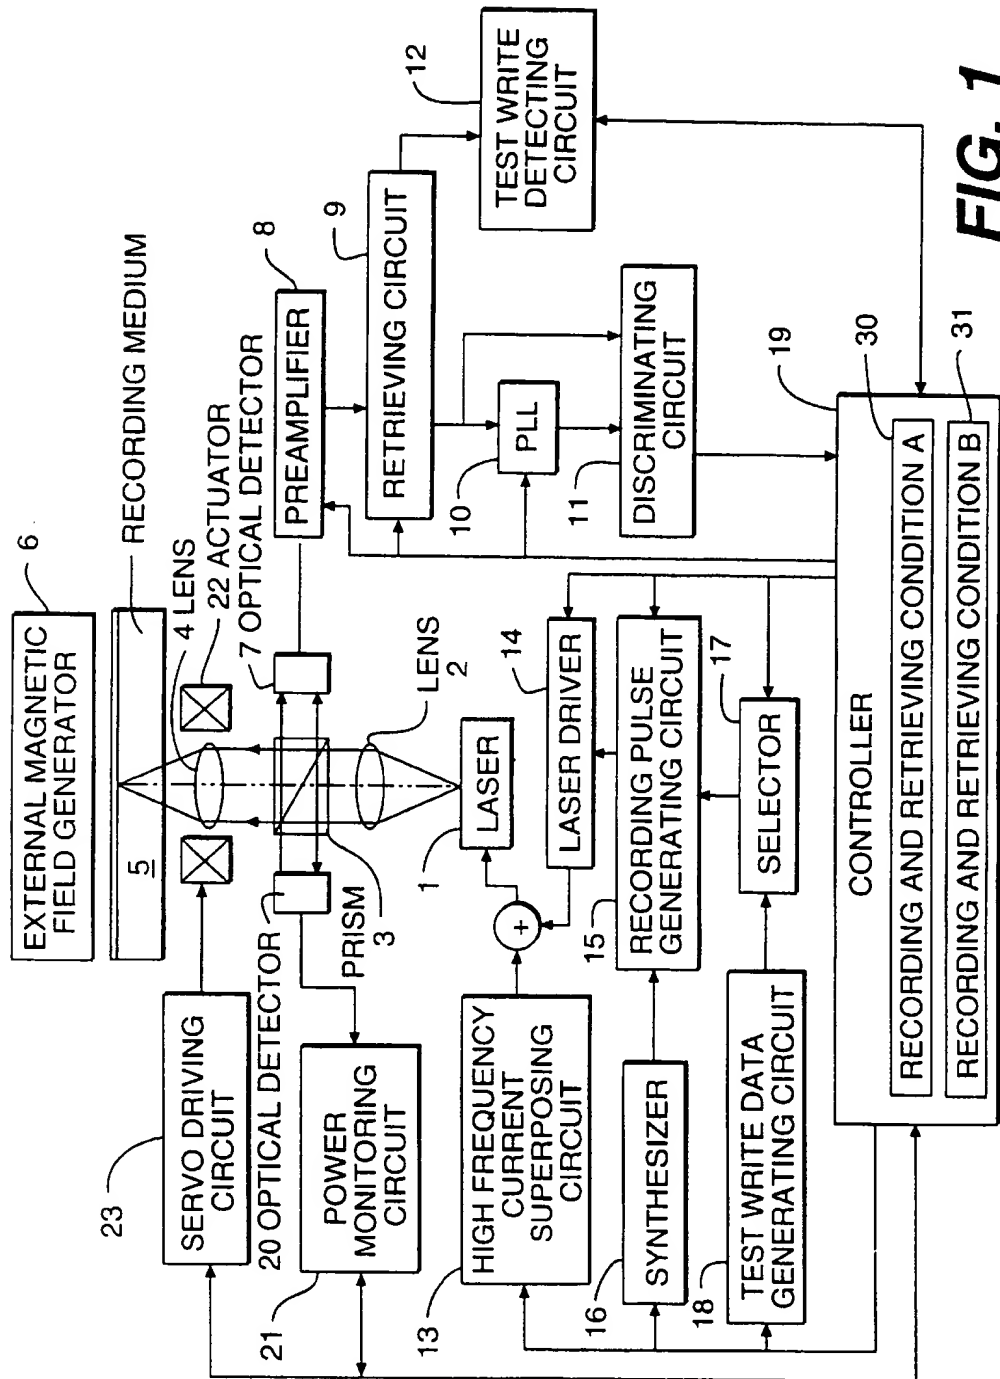 EXTERNAL MAGNETIC
FIELD GENERATOR
6
RECORDING MEDIUM
5
4 LENS
22 ACTUATOR
7 OPTICAL DETECTOR
SERVO DRIVING
CIRCUIT
23
20 OPTICAL DETECTOR
PRISM
3
LENS
2
PREAMPLIFIER
8
POWER
MONITORING
CIRCUIT
21
1
LASER
RETRIEVING CIRCUIT
9
TEST WRITE
DETECTING
CIRCUIT
12
HIGH FREQUENCY
CURRENT
SUPERPOSING
CIRCUIT
13
+
LASER DRIVER
14
PLL
10
SYNTHESIZER
16
RECORDING PULSE
GENERATING CIRCUIT
15
DISCRIMINATING
CIRCUIT
11
TEST WRITE DATA
GENERATING CIRCUIT
18
SELECTOR
17
CONTROLLER
19
RECORDING AND RETRIEVING CONDITION A
30
RECORDING AND RETRIEVING CONDITION B
31
FIG. 1